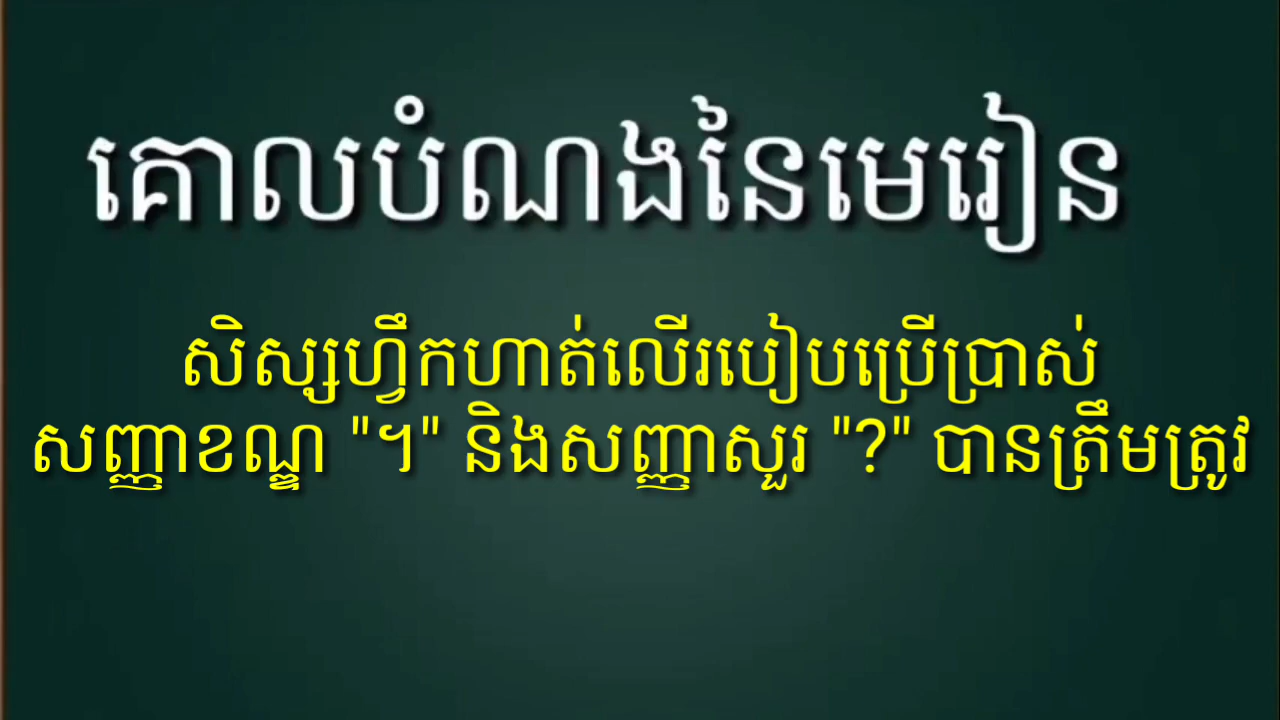 គោលបំណងនៃមេរៀន
សិស្សហ្វឹកហាត់លើរបៀបប្រើប្រាស់
សញ្ញាខណ្ឌ "។" និងសញ្ញាសួរ "?" បានត្រឹមត្រូវ